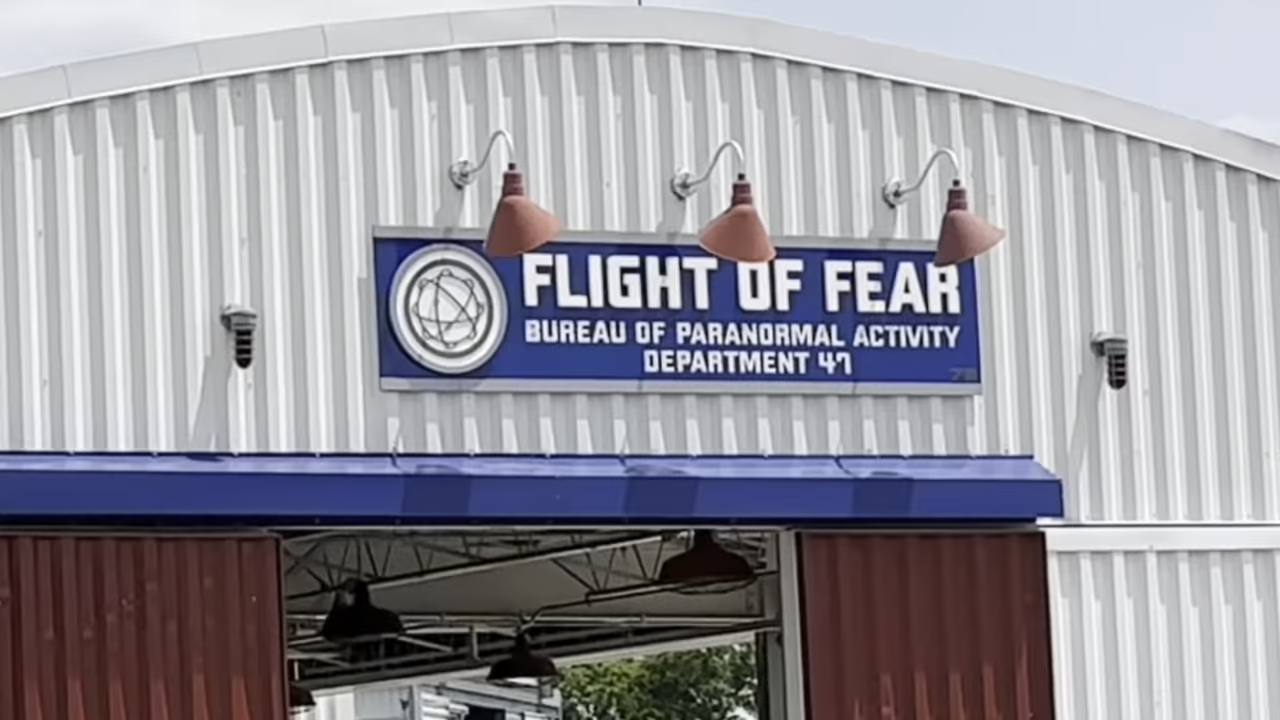 FLIGHT OF FEAR
BUREAU OF PARANORMAL ACTIVITY
DEPARTMENT 47